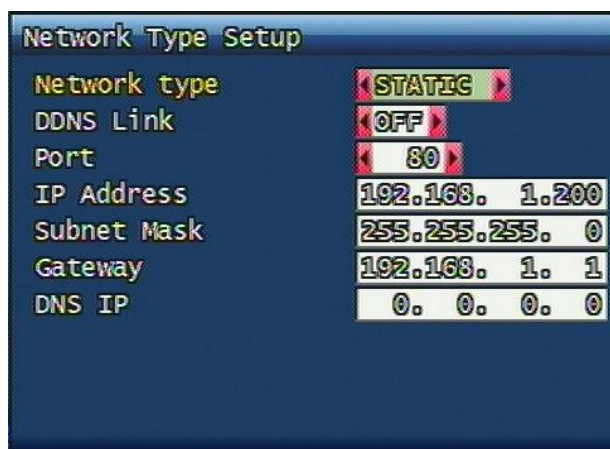 Network Type Setup
Network type STATIC
DDNS Link OFF
Port 80
IP Address 192.168. 1.200
Subnet Mask 255.255.255. 0
Gateway 192.168. 1. 1
DNS IP 0. 0. 0. 0